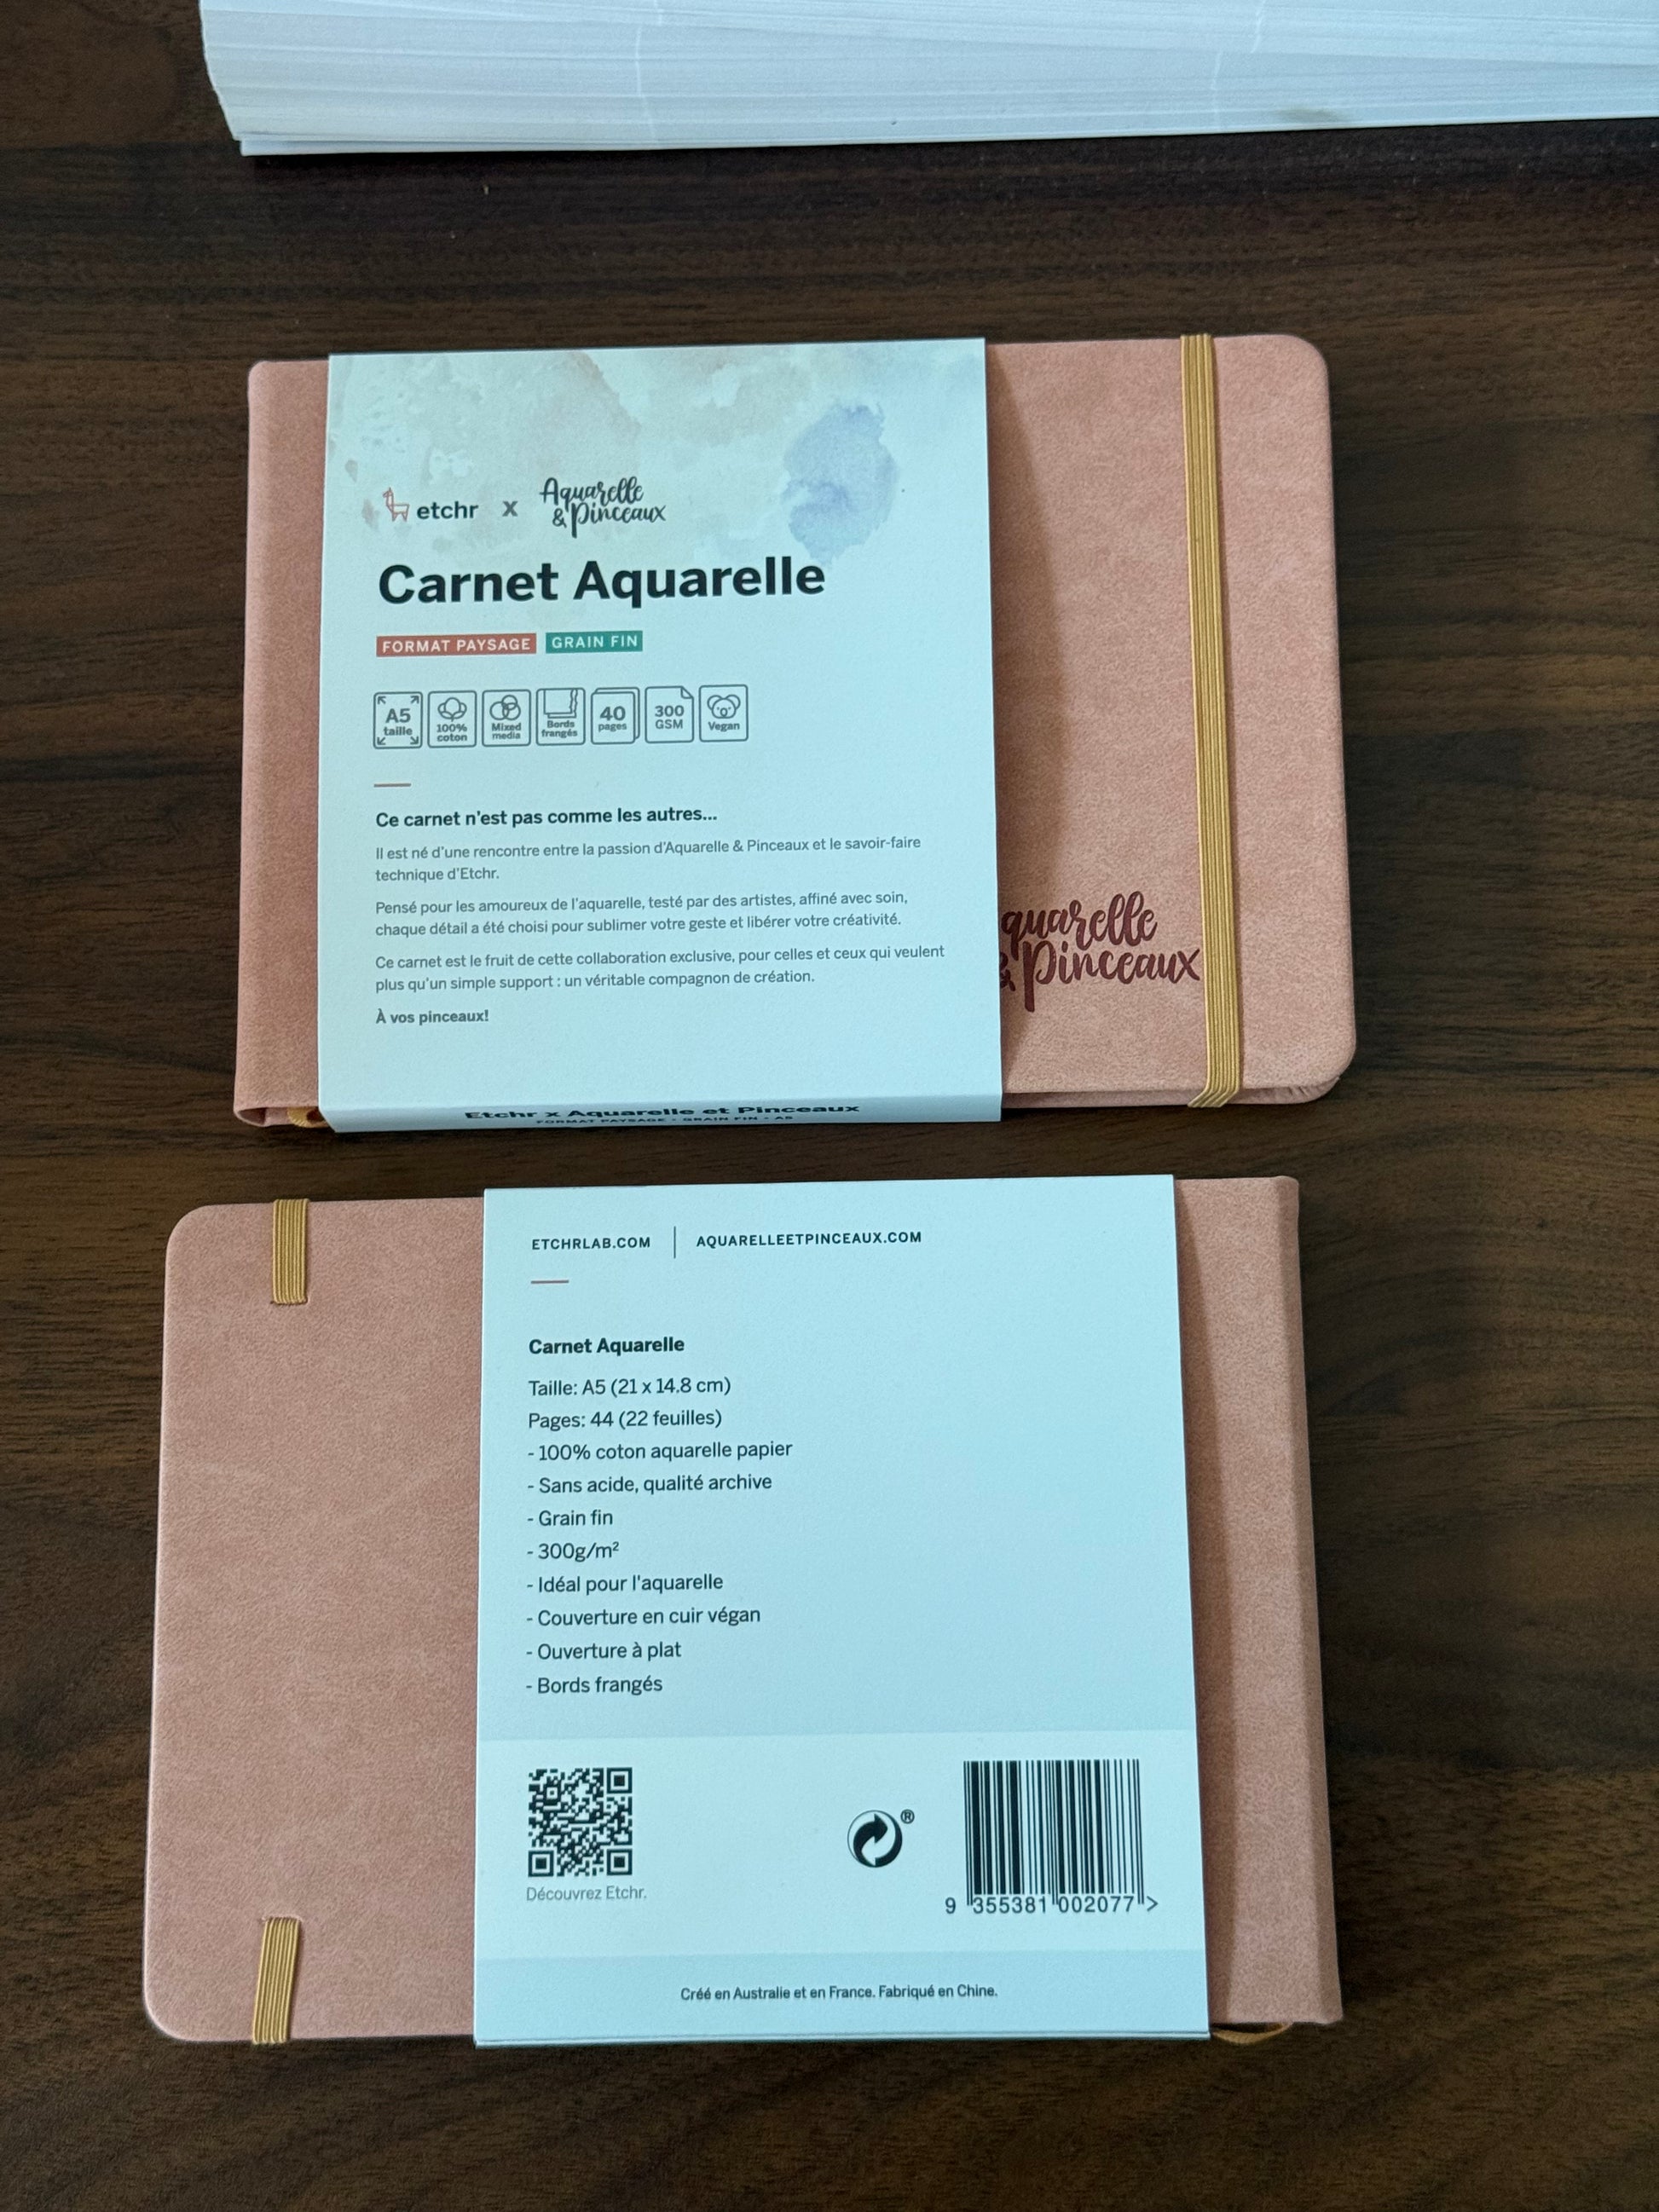 etchr x Aquarelle
& Pinceaux
Carnet Aquarelle
FORMAT PAYSAGE GRAIN FIN
A5
taille
100%
coton
Mixed
media
Bords
frangés
40
pages
300
GSM
Vegan
Ce carnet n'est pas comme les autres...
Il est né d'une rencontre entre la passion d'Aquarelle & Pinceaux et le savoir-faire
technique d'Etchr.
Pensé pour les amoureux de l'aquarelle, testé par des artistes, affiné avec soin,
chaque détail a été choisi pour sublimer votre geste et libérer votre créativité.
Ce carnet est le fruit de cette collaboration exclusive, pour celles et ceux qui veulent
plus qu'un simple support : un véritable compagnon de création.
À vos pinceaux!
Etchr x Aquarelle et Pinceaux
FORMAT PAYSAGE - GRAIN FIN - A5
quarelle
& Pinceaux
ETCHRLAB.COM | AQUARELLEETPINCEAUX.COM
Carnet Aquarelle
Taille: A5 (21 x 14.8 cm)
Pages: 44 (22 feuilles)
- 100% coton aquarelle papier
- Sans acide, qualité archive
- Grain fin
- 300g/m²
- Idéal pour l'aquarelle
- Couverture en cuir végan
- Ouverture à plat
- Bords frangés
Découvrez Etchr.
®
9 355381 002077 >
Créé en Australie et en France. Fabriqué en Chine.